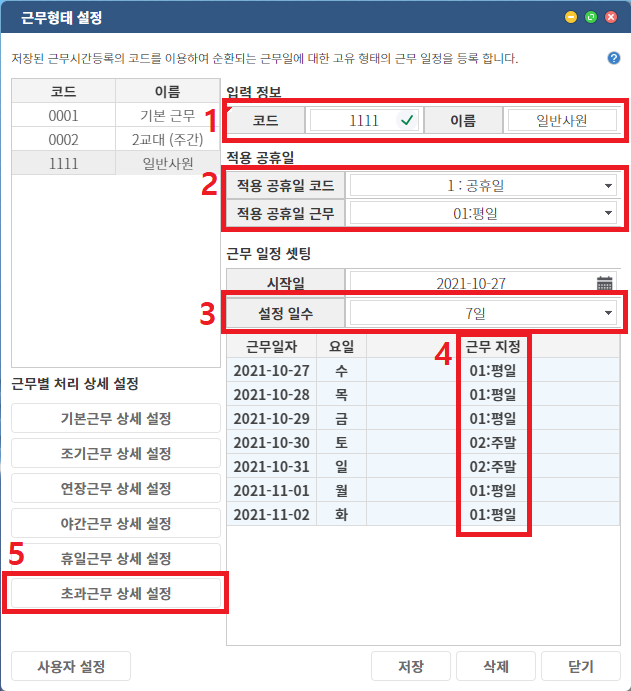 근무형태 설정
저장된 근무시간등록의 코드를 이용하여 순환되는 근무일에 대한 고유 형태의 근무 일정을 등록 합니다.
?
코드 이름
0001 기본 근무
0002 2교대 (주간)
1111 일반사원
입력 정보
1
코드 1111 이름 일반사원
적용 공휴일
2
적용 공휴일 코드 1 : 공휴일
적용 공휴일 근무 01:평일
근무 일정 셋팅
시작일 2021-10-27
3
설정 일수 7일
4
근무일자 요일 근무 지정
2021-10-27 수 01:평일
2021-10-28 목 01:평일
2021-10-29 금 01:평일
2021-10-30 토 02:주말
2021-10-31 일 02:주말
2021-11-01 월 01:평일
2021-11-02 화 01:평일
근무별 처리 상세 설정
기본근무 상세 설정
조기근무 상세 설정
연장근무 상세 설정
야간근무 상세 설정
휴일근무 상세 설정
5
초과근무 상세 설정
사용자 설정 저장 삭제 닫기